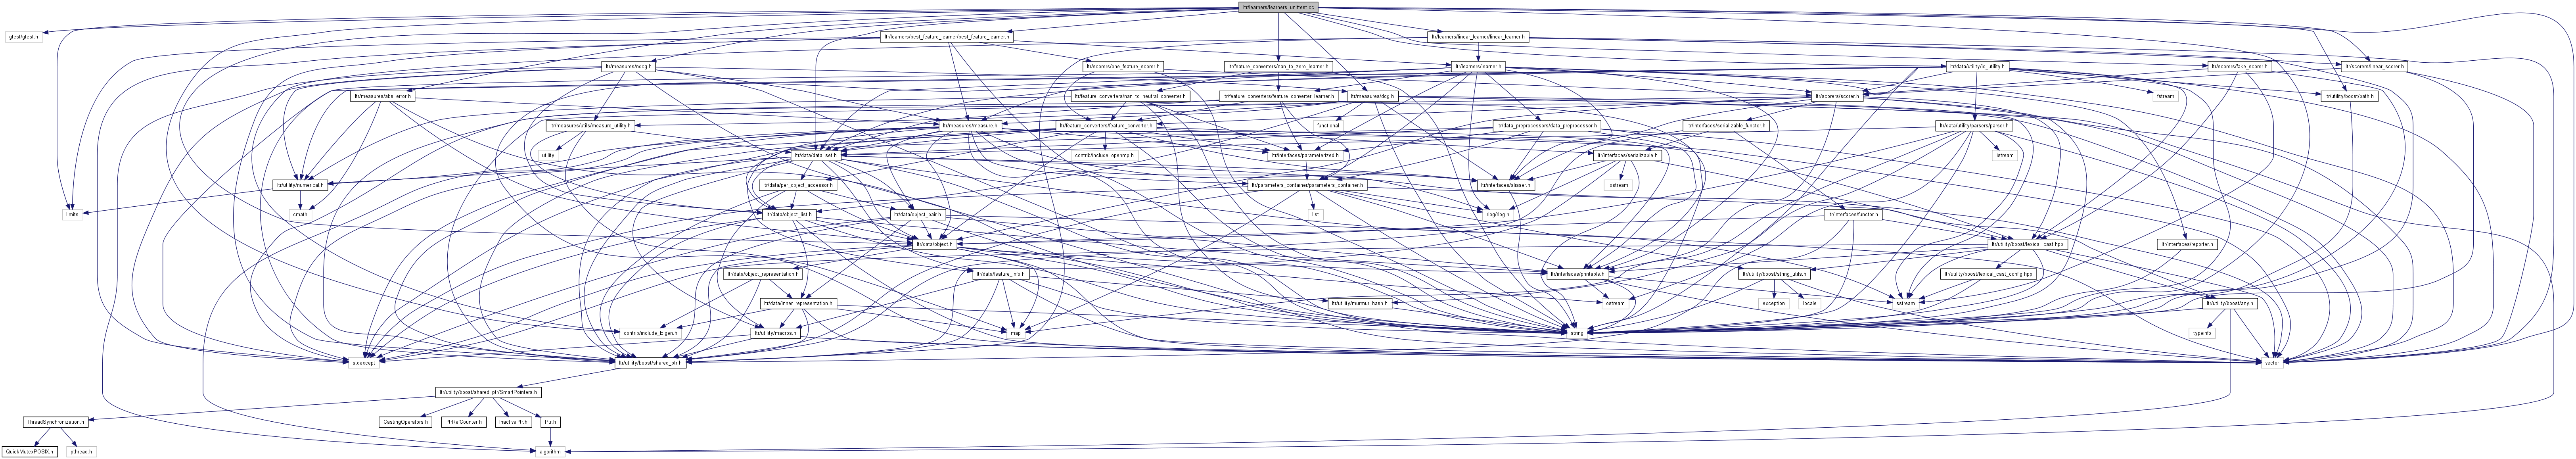 ltr/learners/learners_unittest.cc
gtest/gtest.h
ltr/learners/best_feature_learner/best_feature_learner.h
ltr/learners/linear_learner/linear_learner.h
ltr/measures/ndcg.h
ltr/scorers/one_feature_scorer.h
ltr/feature_converters/nan_to_zero_learner.h
ltr/learners/learner.h
ltr/data/utility/io_utility.h
ltr/scorers/fake_scorer.h
ltr/scorers/linear_scorer.h
ltr/measures/abs_error.h
ltr/feature_converters/nan_to_neutral_converter.h
ltr/feature_converters/feature_converter_learner.h
ltr/measures/dcg.h
ltr/scorers/scorer.h
fstream
ltr/utility/boost/path.h
ltr/measures/utils/measure_utility.h
ltr/measures/measure.h
ltr/feature_converters/feature_converter.h
functional
ltr/data_preprocessors/data_preprocessor.h
ltr/interfaces/serializable_functor.h
ltr/data/utility/parsers/parser.h
utility
ltr/data/data_set.h
contrib/include_openmp.h
ltr/interfaces/parameterized.h
ltr/interfaces/serializable.h
istream
ltr/utility/numerical.h
ltr/data/per_object_accessor.h
ltr/parameters_container/parameters_container.h
ltr/interfaces/aliaser.h
iostream
limits
cmath
ltr/data/object_list.h
ltr/data/object_pair.h
list
rlog/rlog.h
ltr/interfaces/functor.h
ltr/data/object.h
ltr/utility/boost/lexical_cast.hpp
ltr/interfaces/reporter.h
ltr/data/object_representation.h
ltr/data/feature_info.h
ltr/interfaces/printable.h
ltr/utility/boost/string_utils.h
ltr/utility/boost/lexical_cast_config.hpp
ltr/data/inner_representation.h
ltr/utility/murmur_hash.h
ostream
exception
locale
sstream
ltr/utility/boost/any.h
contrib/include_Eigen.h
ltr/utility/macros.h
map
string
typeinfo
stdexcept
ltr/utility/boost/shared_ptr.h
vector
ltr/utility/boost/shared_ptr/SmartPointers.h
ThreadSynchronization.h
CastingOperators.h
PtrRefCounter.h
InactivePtr.h
Ptr.h
QuickMutexPOSIX.h
pthread.h
algorithm